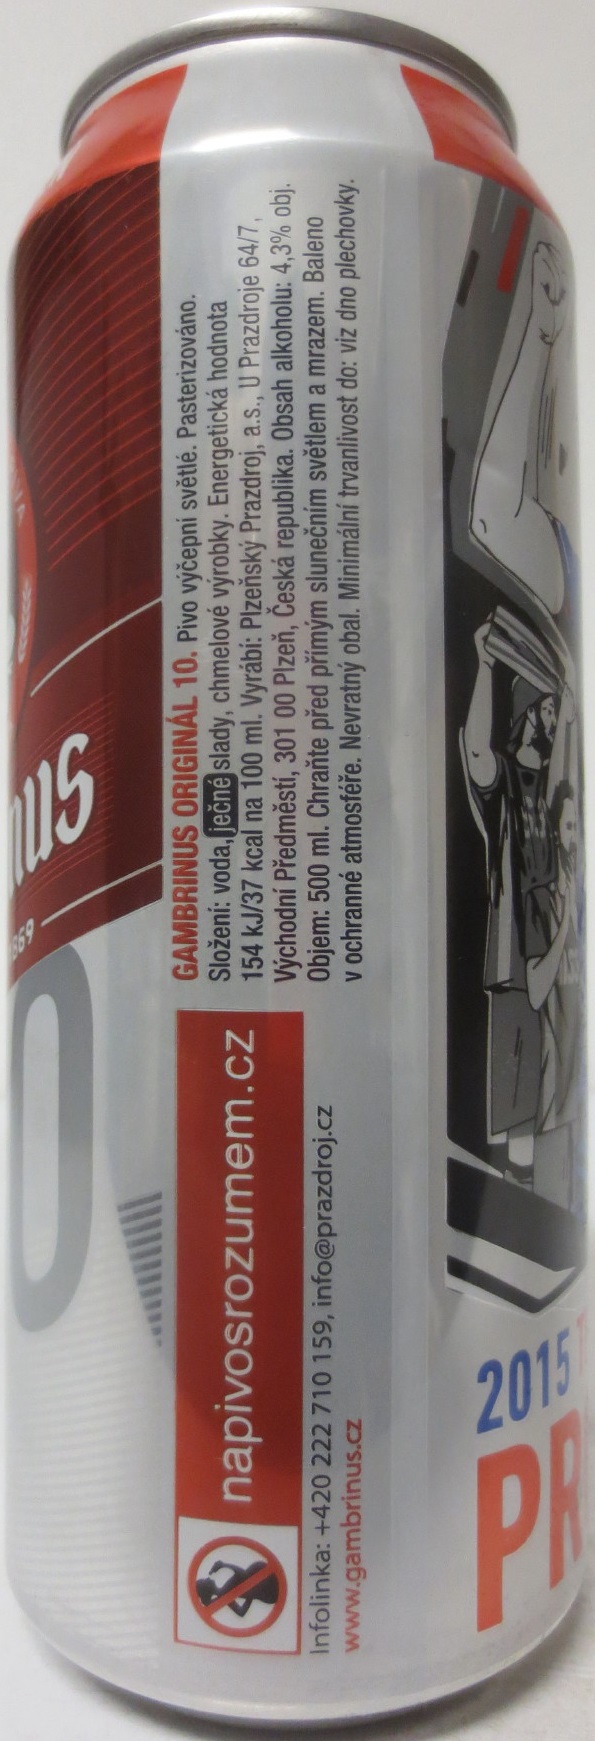 GAMBRINUS ORIGINÁL 10. Pivo výčepní světlé. Pasterizováno.
Složení: voda, ječné slady, chmelové výrobky. Energetická hodnota
154 kJ/37 kcal na 100 ml. Vyrábí: Plzeňský Prazdroj, a.s., U Prazdroje 64/7,
Východní Předměstí, 301 00 Plzeň, Česká republika. Obsah alkoholu: 4,3% obj.
Objem: 500 ml. Chraňte před přímým slunečním světlem a mrazem. Baleno
v ochranné atmosféře. Nevratný obal. Minimální trvanlivost do: viz dno plechovky.
napivosrozumem.cz
Infolinka: +420 222 710 159, info@prazdroj.cz
www.gambrinus.cz
nus
869
0
2015
PR